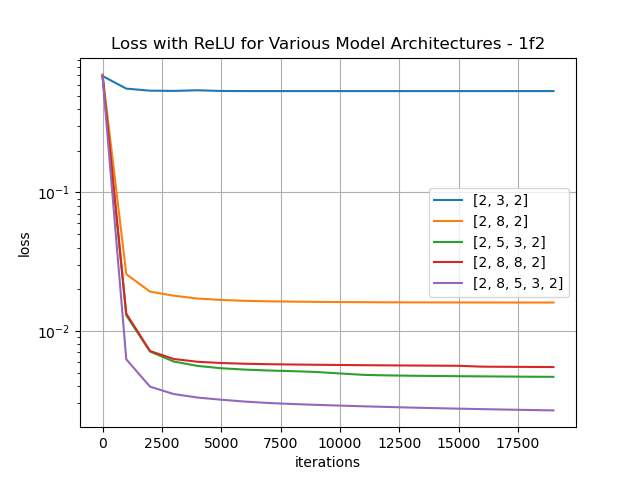 Loss with ReLU for Various Model Architectures - 1f2
loss
10⁻¹
10⁻²
[2, 3, 2]
[2, 8, 2]
[2, 5, 3, 2]
[2, 8, 8, 2]
[2, 8, 5, 3, 2]
0 2500 5000 7500 10000 12500 15000 17500
iterations